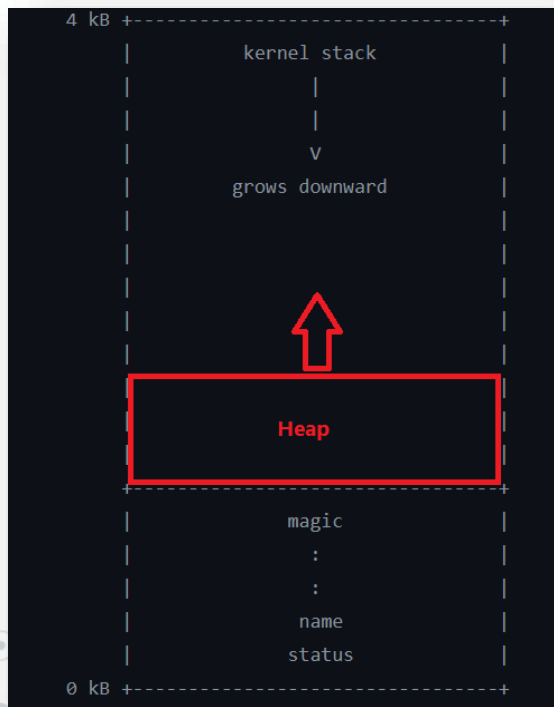 4 kB +---------------------------------+
|          kernel stack           |
|                |                |
|                |                |
|                V                |
|         grows downward          |
|                                 |
|                                 |
|                                 |
|                                 |
|                                 |
|                                 |
|              Heap               |
|                                 |
+---------------------------------+
|              magic              |
|                :                |
|                :                |
|               name              |
|              status             |
0 kB +---------------------------------+